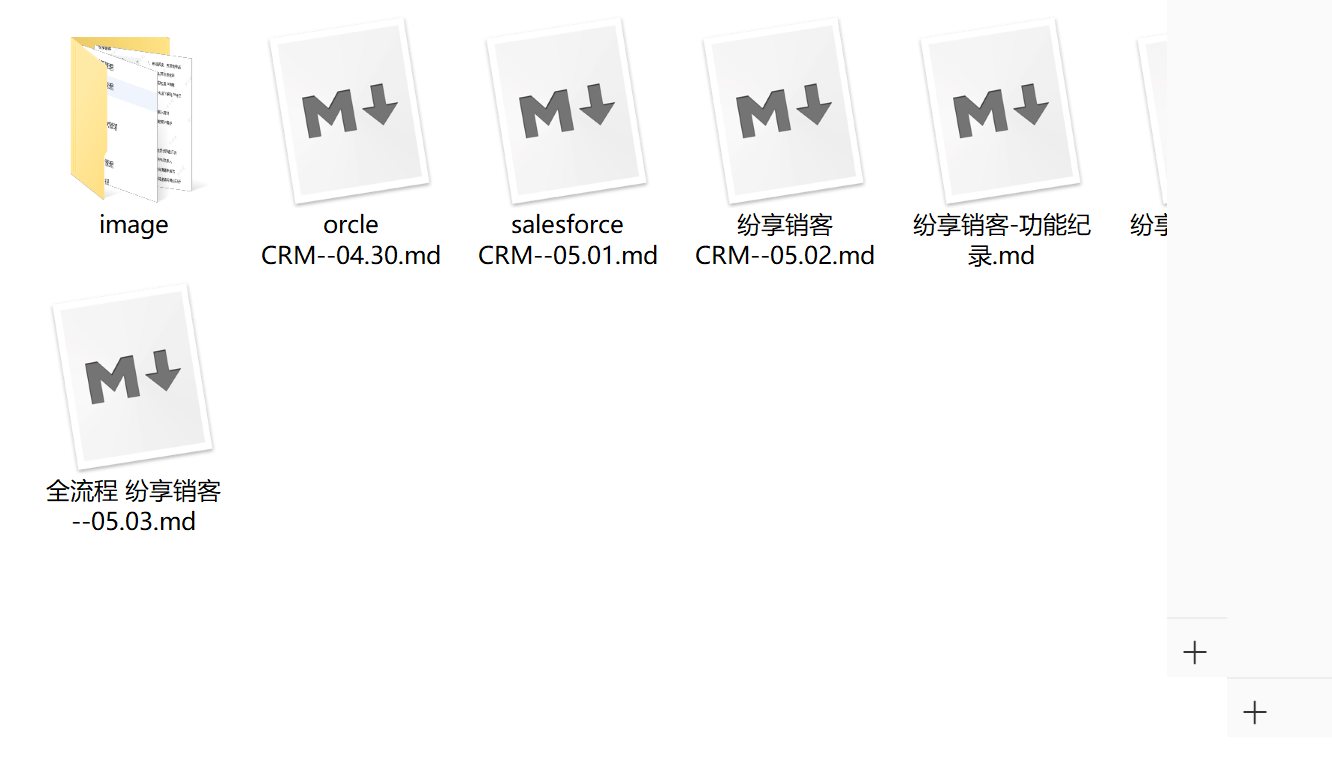 image
orcle
CRM--04.30.md
salesforce
CRM--05.01.md
纷享销客
CRM--05.02.md
纷享销客-功能纪
录.md
纷享
全流程 纷享销客
--05.03.md